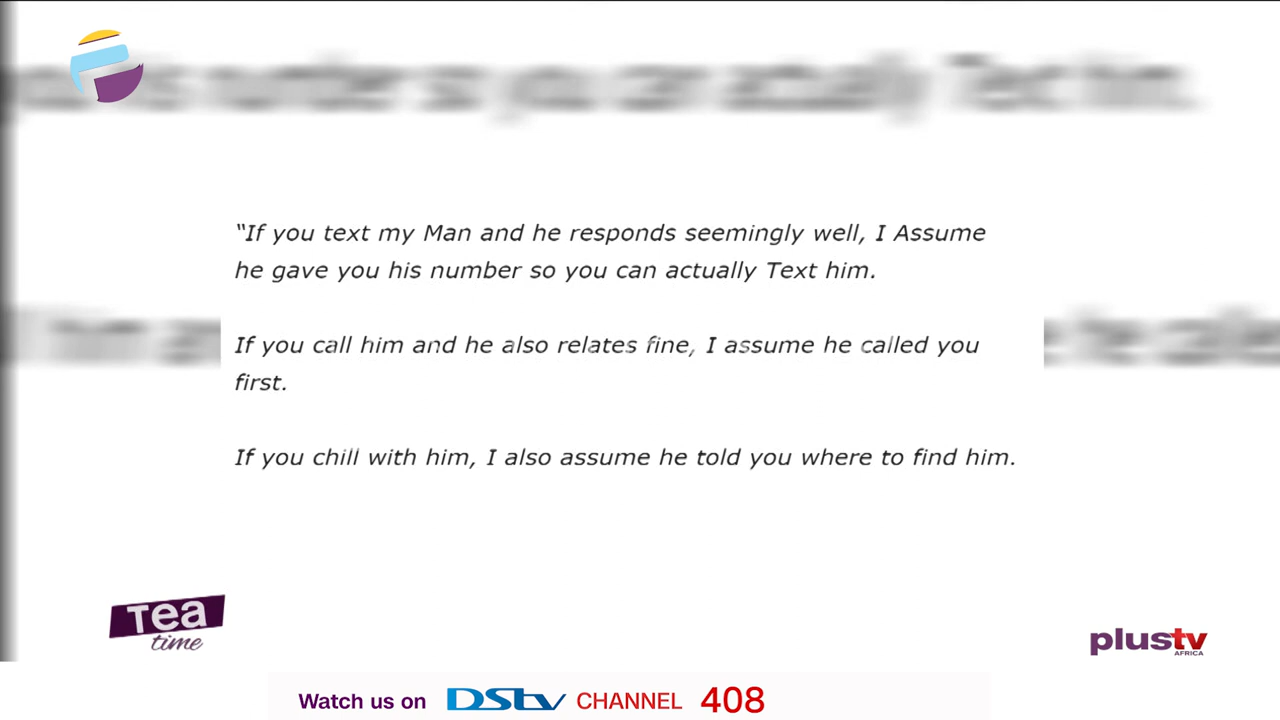 “If you text my Man and he responds seemingly well, I Assume
he gave you his number so you can actually Text him.
If you call him and he also relates fine, I assume he called you
first.
If you chill with him, I also assume he told you where to find him.
Tea
time
plustv
AFRICA
Watch us on DStv CHANNEL 408